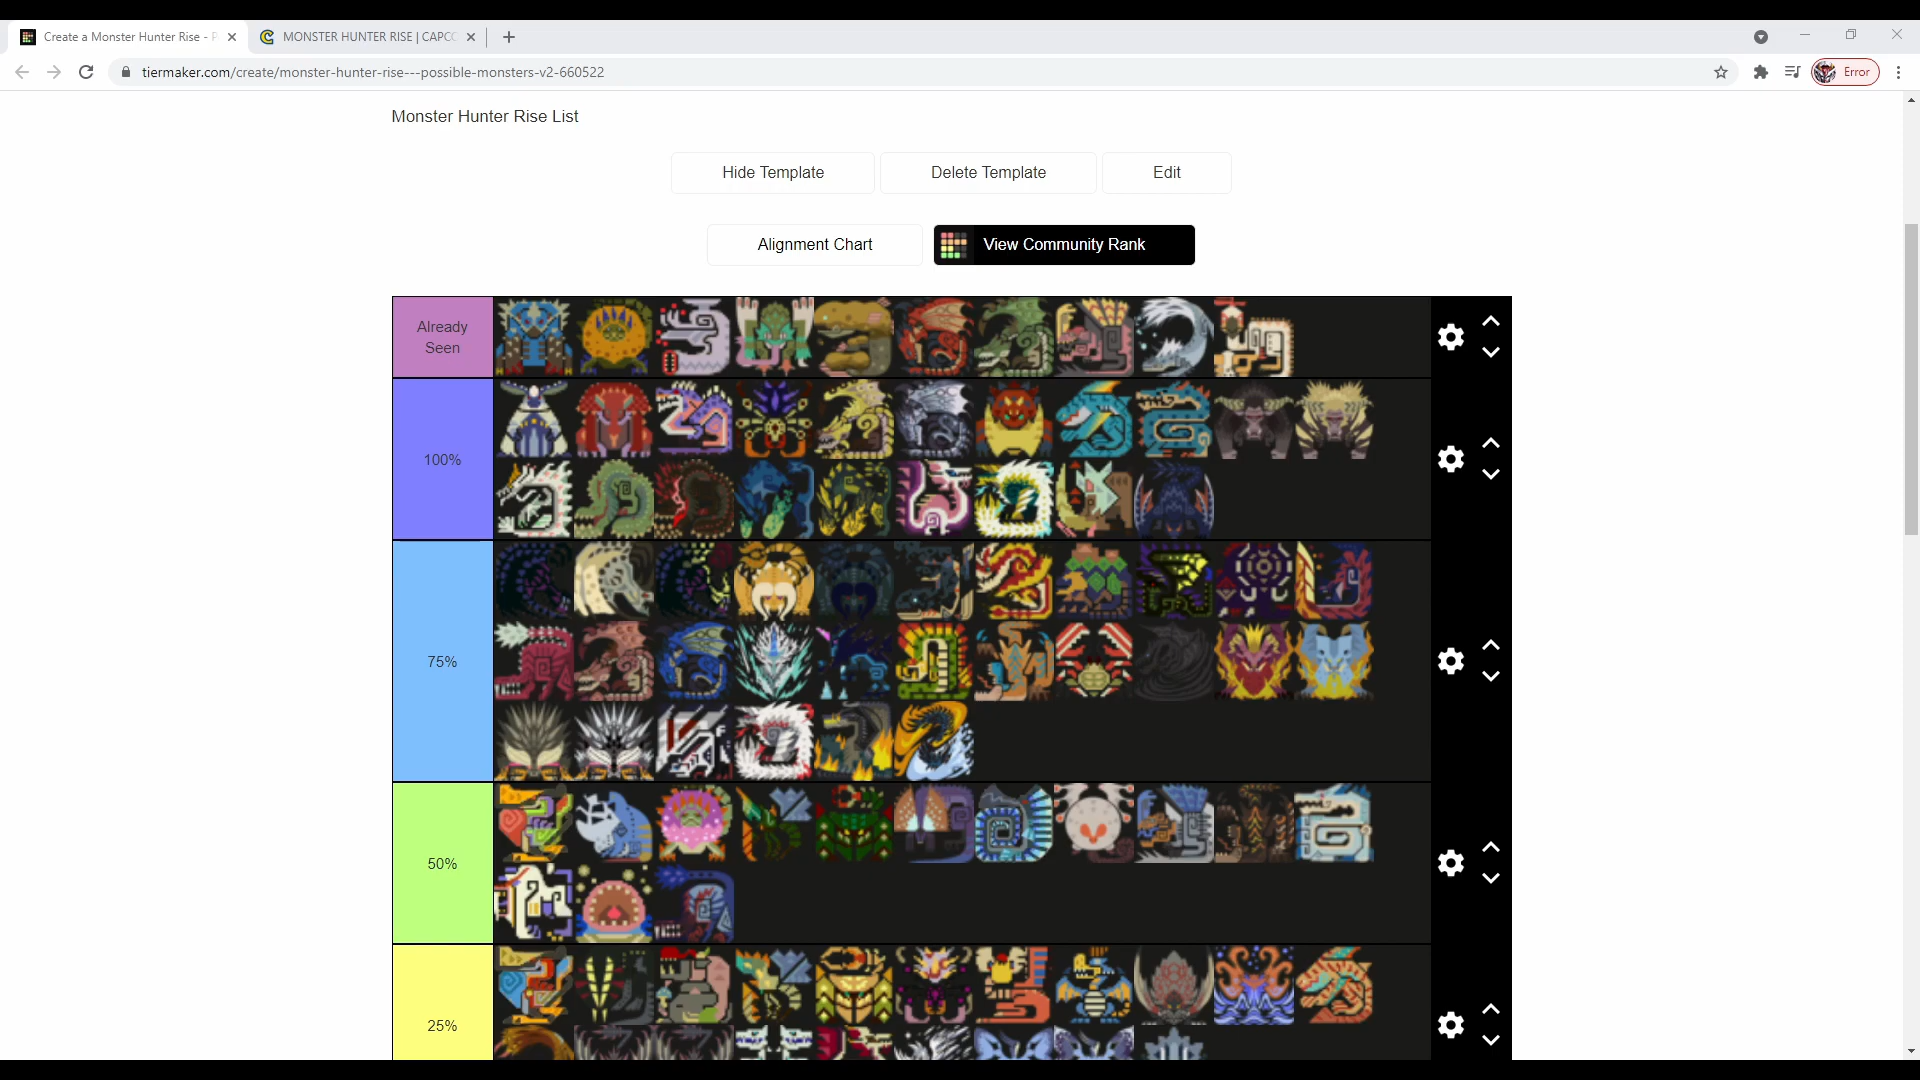 Create a Monster Hunter Rise - P
MONSTER HUNTER RISE | CAPCO
tiermaker.com/create/monster-hunter-rise---possible-monsters-v2-660522
Error
Monster Hunter Rise List
Hide Template
Delete Template
Edit
Alignment Chart
View Community Rank
Already
Seen
100%
75%
50%
25%